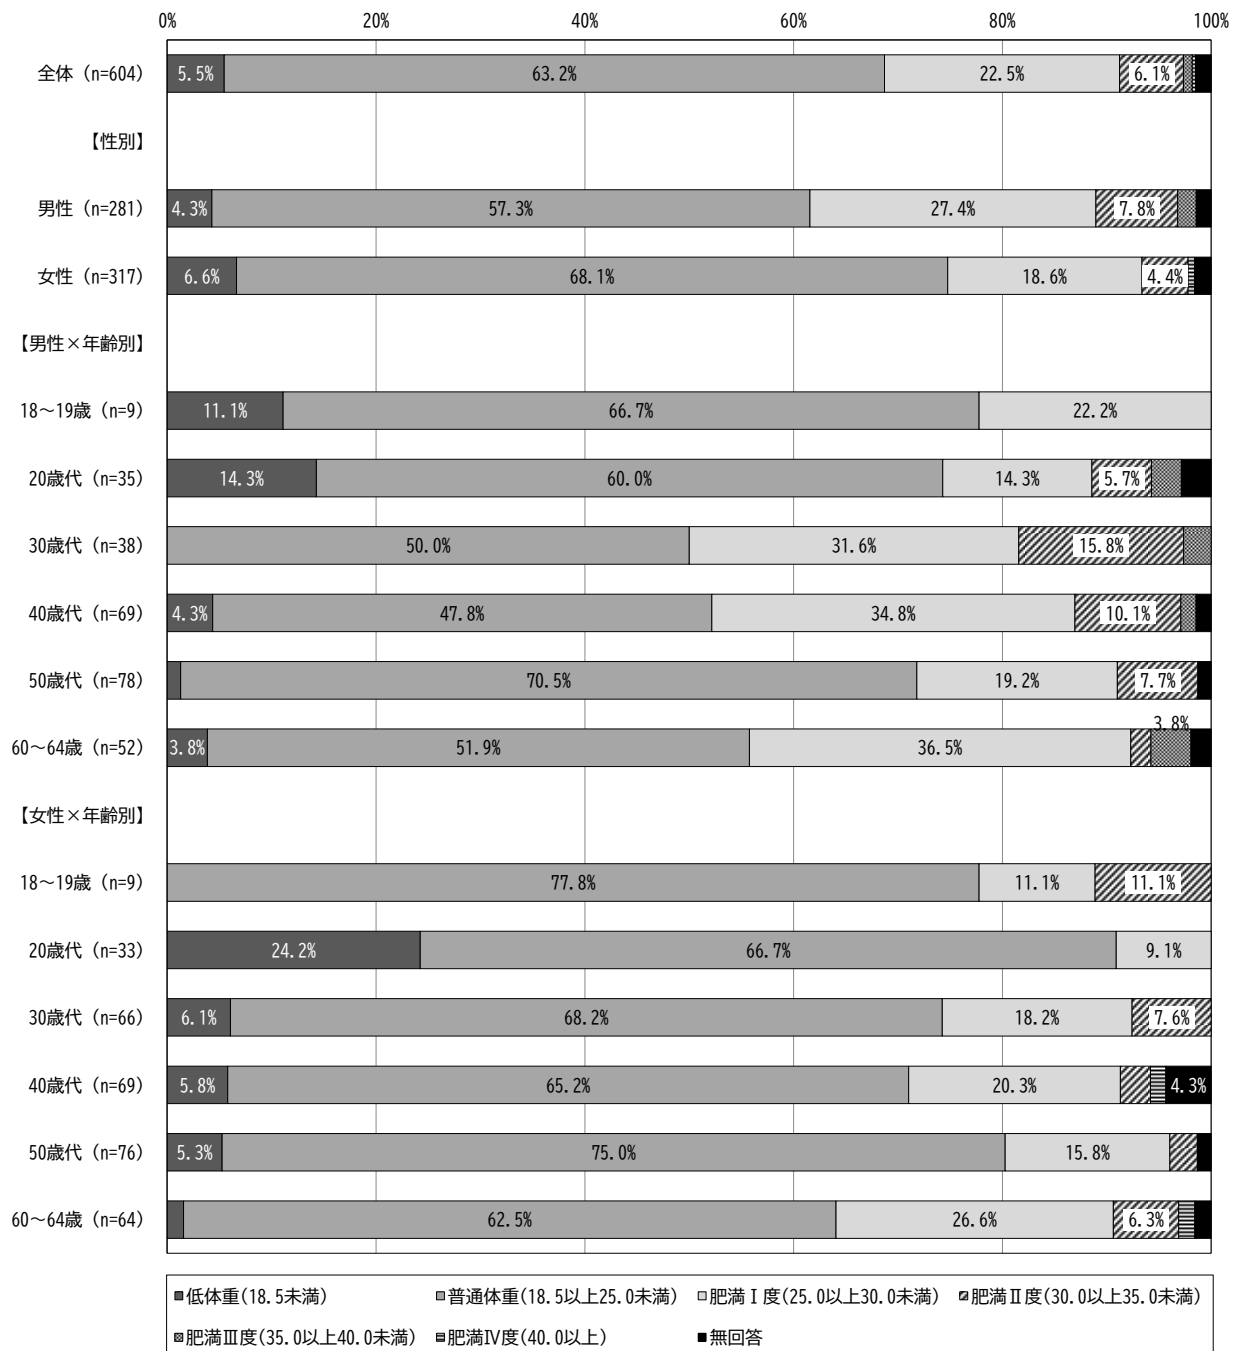 0% 20% 40% 60% 80% 100%
全体 (n=604) 5.5% 63.2% 22.5% 6.1%
【性別】
男性 (n=281) 4.3% 57.3% 27.4% 7.8%
女性 (n=317) 6.6% 68.1% 18.6% 4.4%
【男性×年齢別】
18～19歳 (n=9) 11.1% 66.7% 22.2%
20歳代 (n=35) 14.3% 60.0% 14.3% 5.7%
30歳代 (n=38) 50.0% 31.6% 15.8%
40歳代 (n=69) 4.3% 47.8% 34.8% 10.1%
50歳代 (n=78) 70.5% 19.2% 7.7%
60～64歳 (n=52) 3.8% 51.9% 36.5% 3.8%
【女性×年齢別】
18～19歳 (n=9) 77.8% 11.1% 11.1%
20歳代 (n=33) 24.2% 66.7% 9.1%
30歳代 (n=66) 6.1% 68.2% 18.2% 7.6%
40歳代 (n=69) 5.8% 65.2% 20.3% 4.3%
50歳代 (n=76) 5.3% 75.0% 15.8%
60～64歳 (n=64) 62.5% 26.6% 6.3%
低体重(18.5未満) 普通体重(18.5以上25.0未満) 肥満Ⅰ度(25.0以上30.0未満) 肥満Ⅱ度(30.0以上35.0未満)
肥満Ⅲ度(35.0以上40.0未満) 肥満Ⅳ度(40.0以上) 無回答